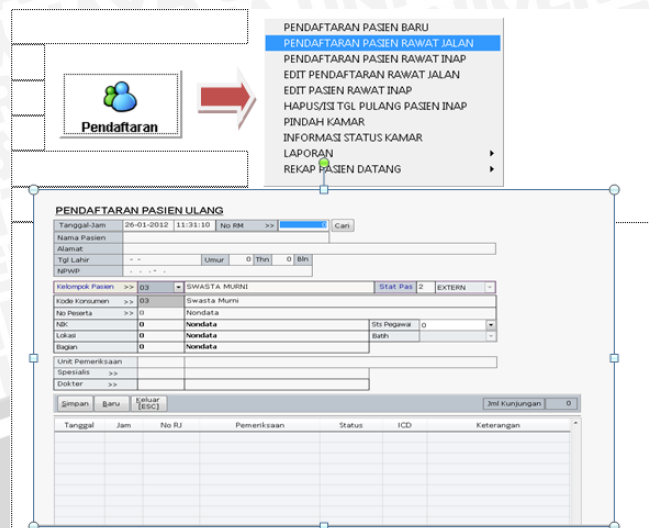 PENDAFTARAN PASIEN BARU
PENDAFTARAN PASIEN RAWAT JALAN
PENDAFTARAN PASIEN RAWAT INAP
EDIT PENDAFTARAN RAWAT JALAN
EDIT PASIEN RAWAT INAP
HAPUS/ISI TGL PULANG PASIEN INAP
PINDAH KAMAR
INFORMASI STATUS KAMAR
LAPORAN
REKAP PASIEN DATANG
Pendaftaran
PENDAFTARAN PASIEN ULANG
Tanggal-Jam 26-01-2012 11:31:10 No RM >> 0 Cari
Nama Pasien
Alamat
Tgl Lahir - - Umur 0 Thn 0 Bln
NPWP . . .- .
Kelompok Pasien >> 03 SWASTA MURNI Stat Pas 2 EXTERN
Kode Konsumen >> 03 Swasta Murni
No Peserta >> 0 Nondata
NIK 0 Nondata Sts Pegawai 0
Lokasi 0 Nondata Batih
Bagian 0 Nondata
Unit Pemeriksaan
Spesialis >>
Dokter >>
Simpan Baru Keluar [ESC] Jml Kunjungan 0
Tanggal Jam No RJ Pemeriksaan Status ICD Keterangan